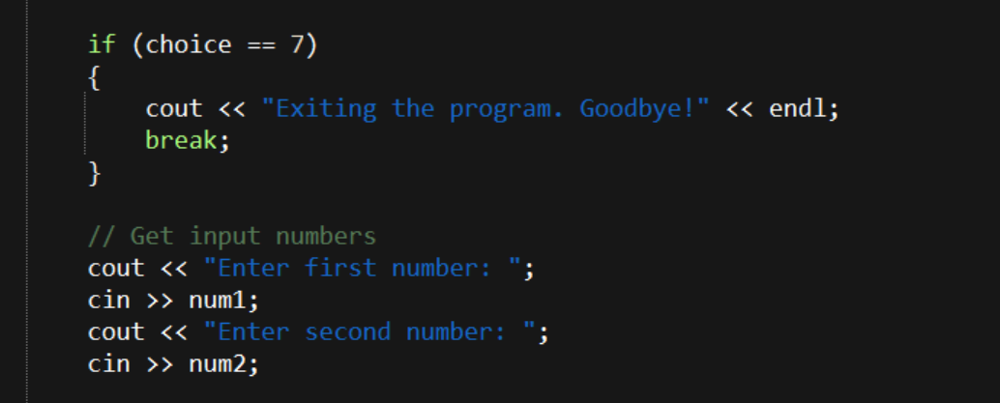 if (choice == 7)
{
cout << "Exiting the program. Goodbye!" << endl;
break;
}
// Get input numbers
cout << "Enter first number: ";
cin >> num1;
cout << "Enter second number: ";
cin >> num2;